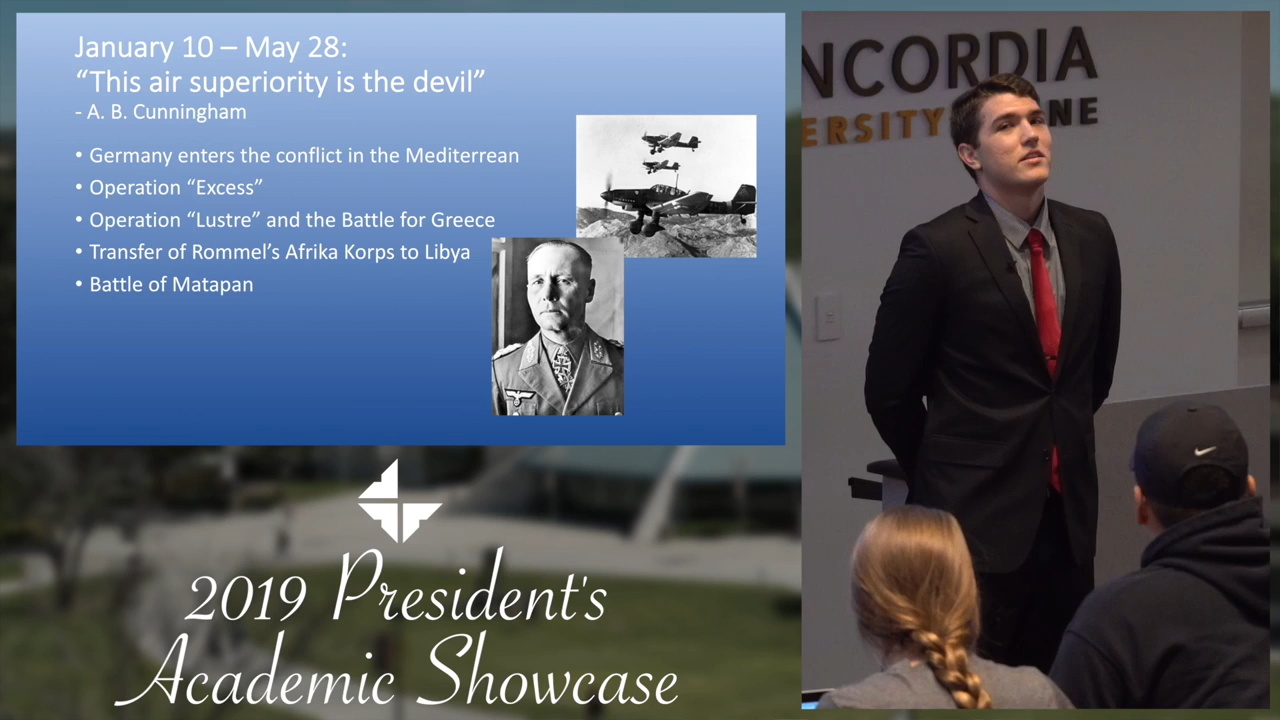 January 10 – May 28:
“This air superiority is the devil”
- A. B. Cunningham
• Germany enters the conflict in the Mediterrean
• Operation “Excess”
• Operation “Lustre” and the Battle for Greece
• Transfer of Rommel’s Afrika Korps to Libya
• Battle of Matapan
NCORDIA
ERSITY NE
2019 President's
Academic Showcase